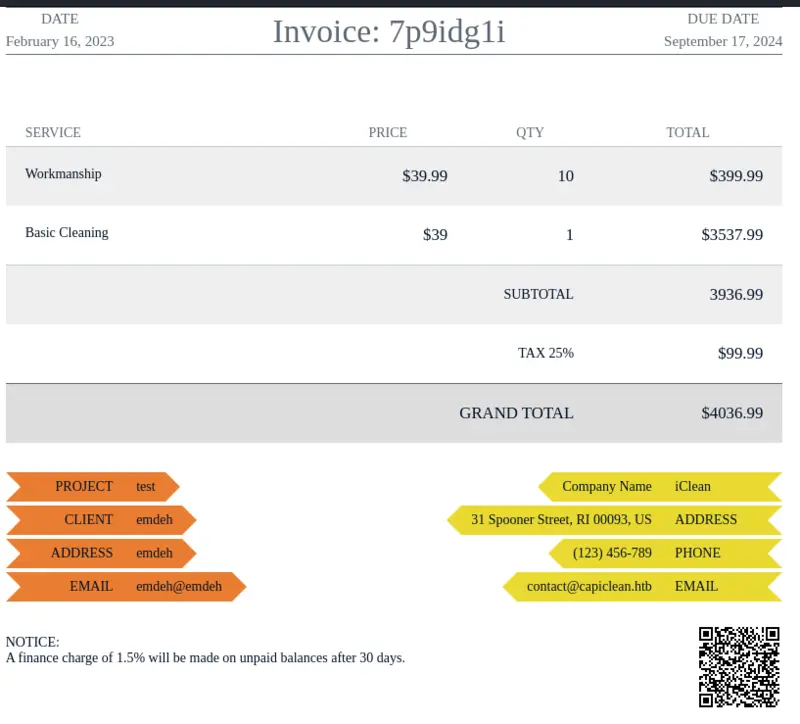 DATE Invoice: 7p9idg1i DUE DATE
February 16, 2023 September 17, 2024
SERVICE PRICE QTY TOTAL
Workmanship $39.99 10 $399.99
Basic Cleaning $39 1 $3537.99
SUBTOTAL 3936.99
TAX 25% $99.99
GRAND TOTAL $4036.99
PROJECT test Company Name iClean
CLIENT emdeh 31 Spooner Street, RI 00093, US ADDRESS
ADDRESS emdeh (123) 456-789 PHONE
EMAIL emdeh@emdeh contact@capiclean.htb EMAIL
NOTICE:
A finance charge of 1.5% will be made on unpaid balances after 30 days.